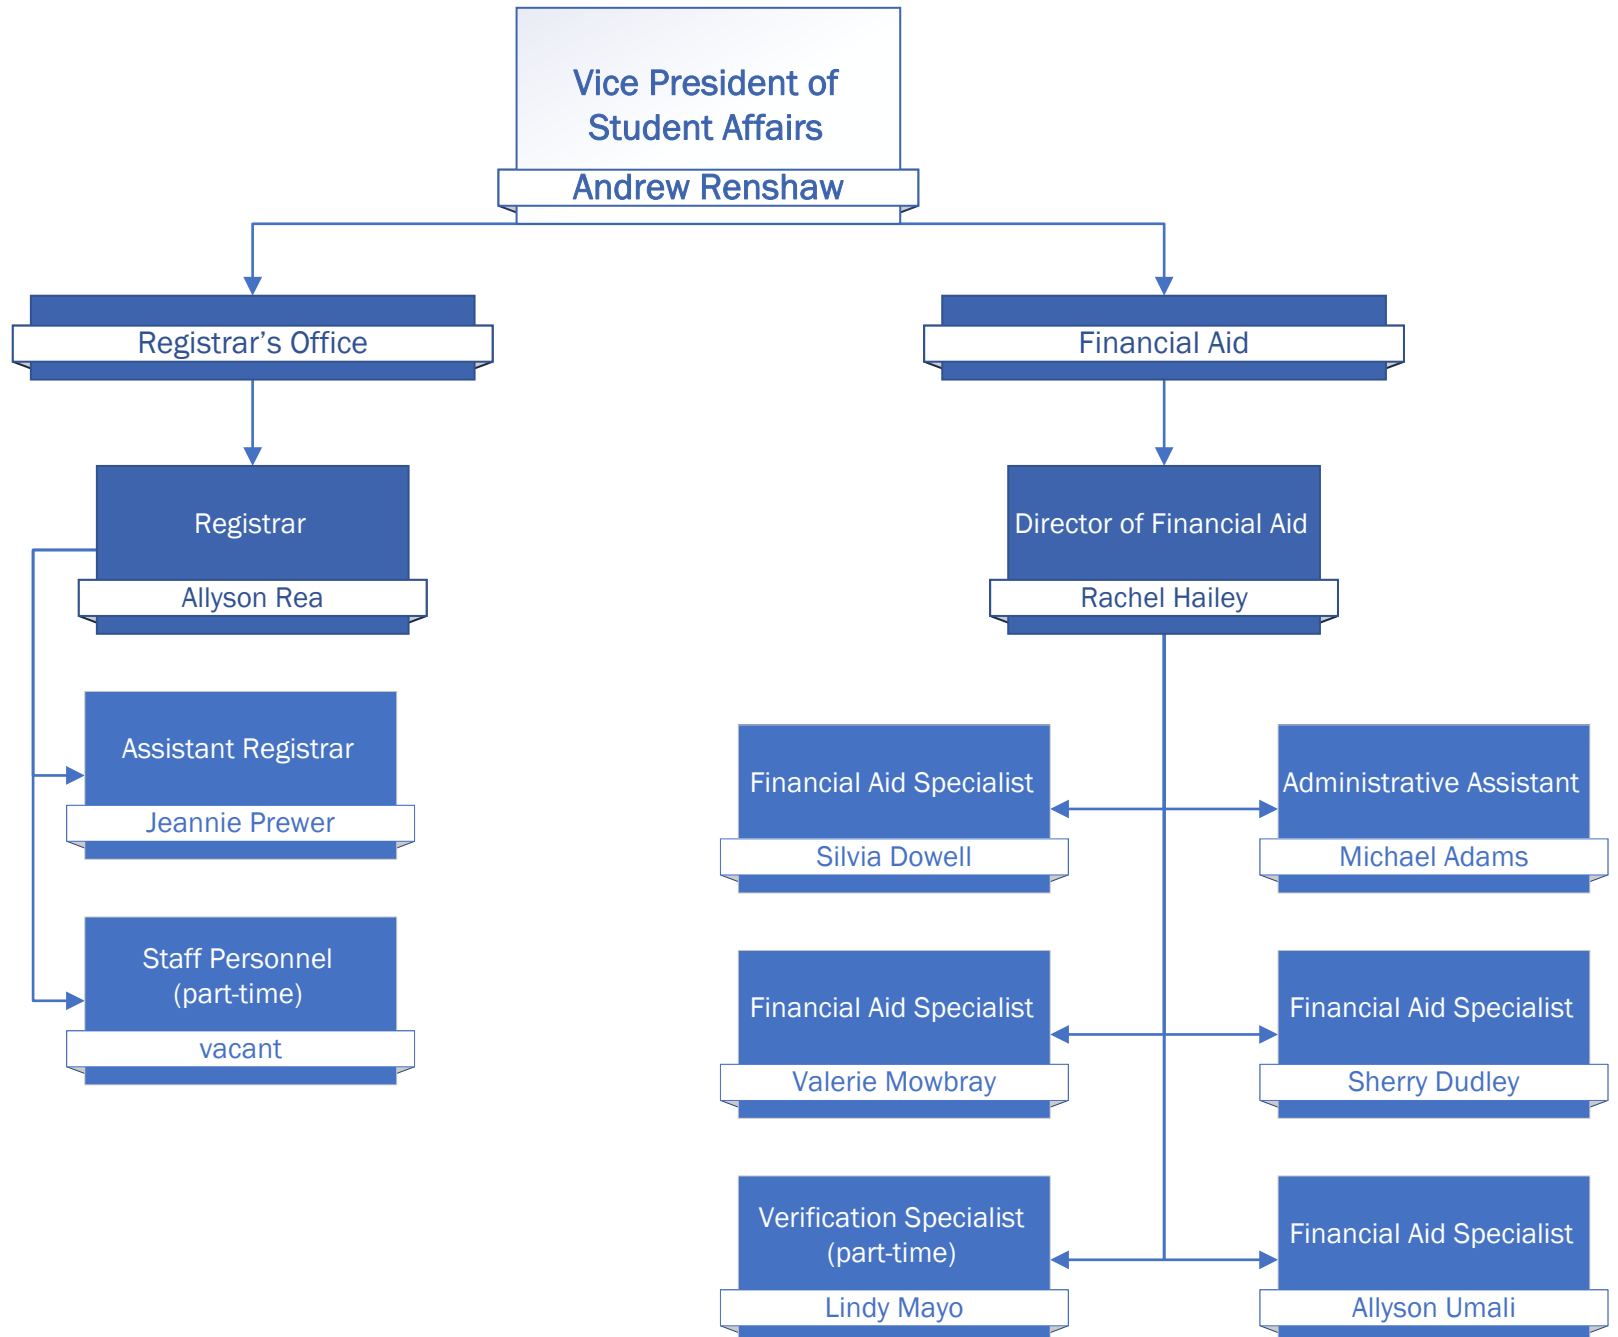 Vice President of
Student Affairs
Andrew Renshaw
Registrar’s Office
Financial Aid
Registrar
Allyson Rea
Director of Financial Aid
Rachel Hailey
Assistant Registrar
Jeannie Prewer
Staff Personnel
(part-time)
vacant
Financial Aid Specialist
Silvia Dowell
Administrative Assistant
Michael Adams
Financial Aid Specialist
Valerie Mowbray
Financial Aid Specialist
Sherry Dudley
Verification Specialist
(part-time)
Lindy Mayo
Financial Aid Specialist
Allyson Umali